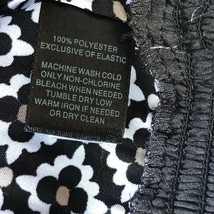 100% POLYESTER
EXCLUSIVE OF ELASTIC
MACHINE WASH COLD
ONLY NON-CHLORINE
BLEACH WHEN NEEDED
TUMBLE DRY LOW
WARM IRON IF NEEDED
OR DRY CLEAN